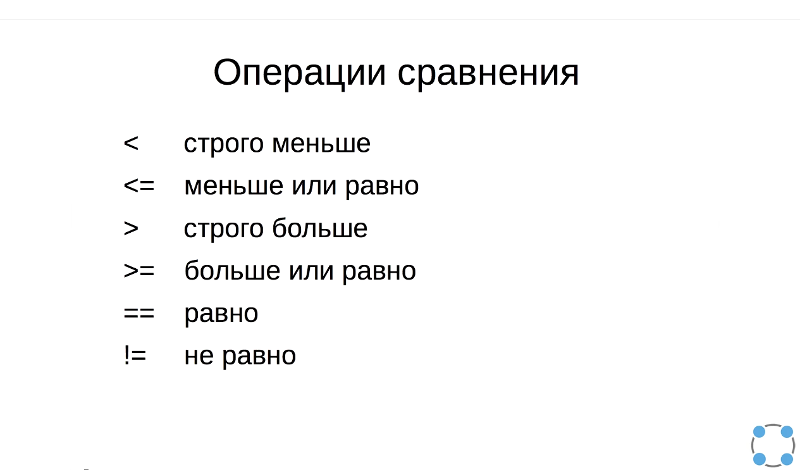 Операции сравнения
< строго меньше
<= меньше или равно
> строго больше
>= больше или равно
== равно
!= не равно